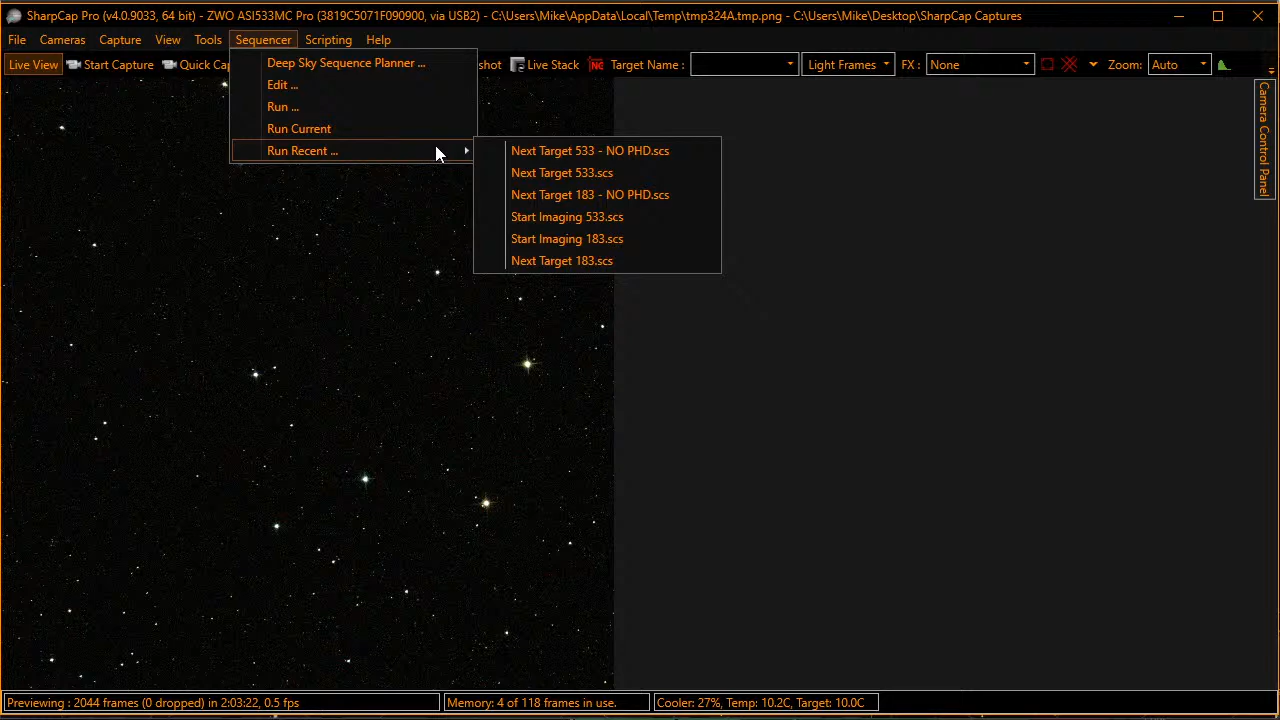 SharpCap Pro (v4.0.9033, 64 bit) - ZWO ASI533MC Pro (3819C5071F090900, via USB2) - C:\Users\Mike\AppData\Local\Temp\tmp324A.tmp.png - C:\Users\Mike\Desktop\SharpCap Captures
File Cameras Capture View Tools Sequencer Scripting Help
Live View Start Capture Quick Cap shot Live Stack NC Target Name : Light Frames FX : None Zoom: Auto
Deep Sky Sequence Planner ...
Edit ...
Run ...
Run Current
Run Recent ...
Next Target 533 - NO PHD.scs
Next Target 533.scs
Next Target 183 - NO PHD.scs
Start Imaging 533.scs
Start Imaging 183.scs
Next Target 183.scs
Camera Control Panel
Previewing : 2044 frames (0 dropped) in 2:03:22, 0.5 fps
Memory: 4 of 118 frames in use.
Cooler: 27%, Temp: 10.2C, Target: 10.0C